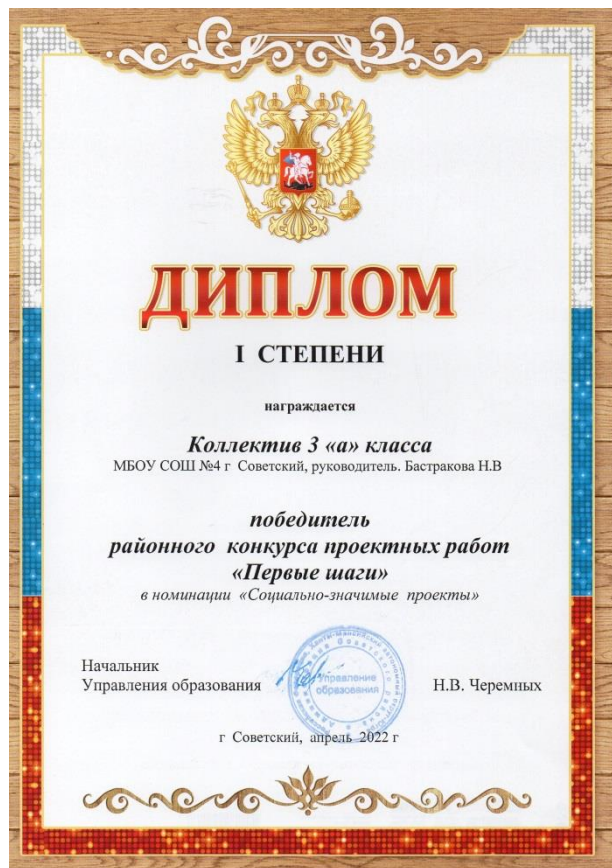 ДИПЛОМ
I СТЕПЕНИ
награждается
Коллектив 3 «а» класса
МБОУ СОШ №4 г Советский, руководитель. Бастракова Н.В
победитель
районного конкурса проектных работ
«Первые шаги»
в номинации «Социально-значимые проекты»
Начальник
Управления образования
Управление
образования
Н.В. Черемных
г Советский, апрель 2022 г